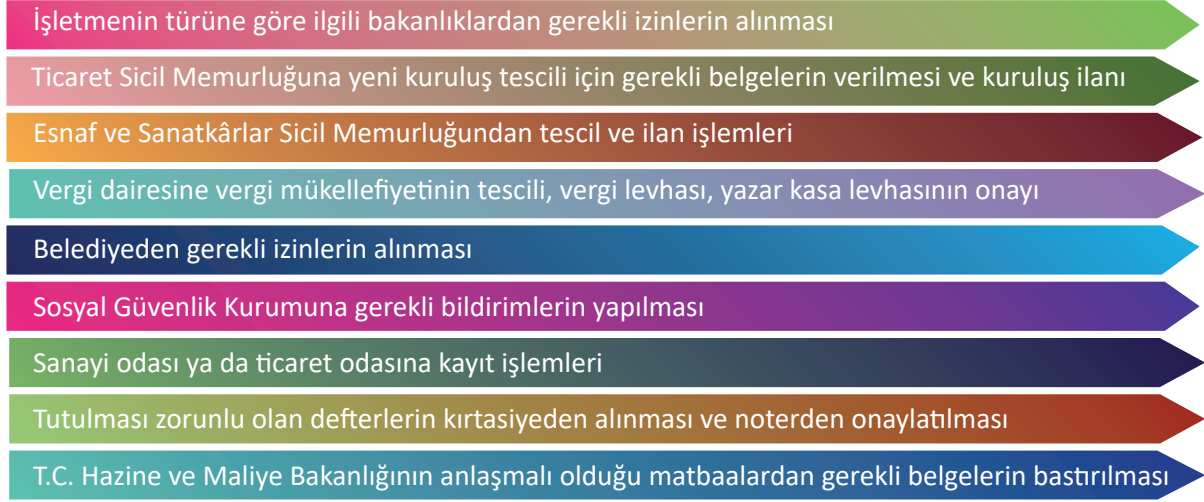 İşletmenin türüne göre ilgili bakanlıklardan gerekli izinlerin alınması
Ticaret Sicil Memurluğuna yeni kuruluş tescili için gerekli belgelerin verilmesi ve kuruluş ilanı
Esnaf ve Sanatkârlar Sicil Memurluğundan tescil ve ilan işlemleri
Vergi dairesine vergi mükellefiyetinin tescili, vergi levhası, yazar kasa levhasının onayı
Belediyeden gerekli izinlerin alınması
Sosyal Güvenlik Kurumuna gerekli bildirimlerin yapılması
Sanayi odası ya da ticaret odasına kayıt işlemleri
Tutulması zorunlu olan defterlerin kırtasiyeden alınması ve noterden onaylatılması
T.C. Hazine ve Maliye Bakanlığının anlaşmalı olduğu matbaalardan gerekli belgelerin bastırılması